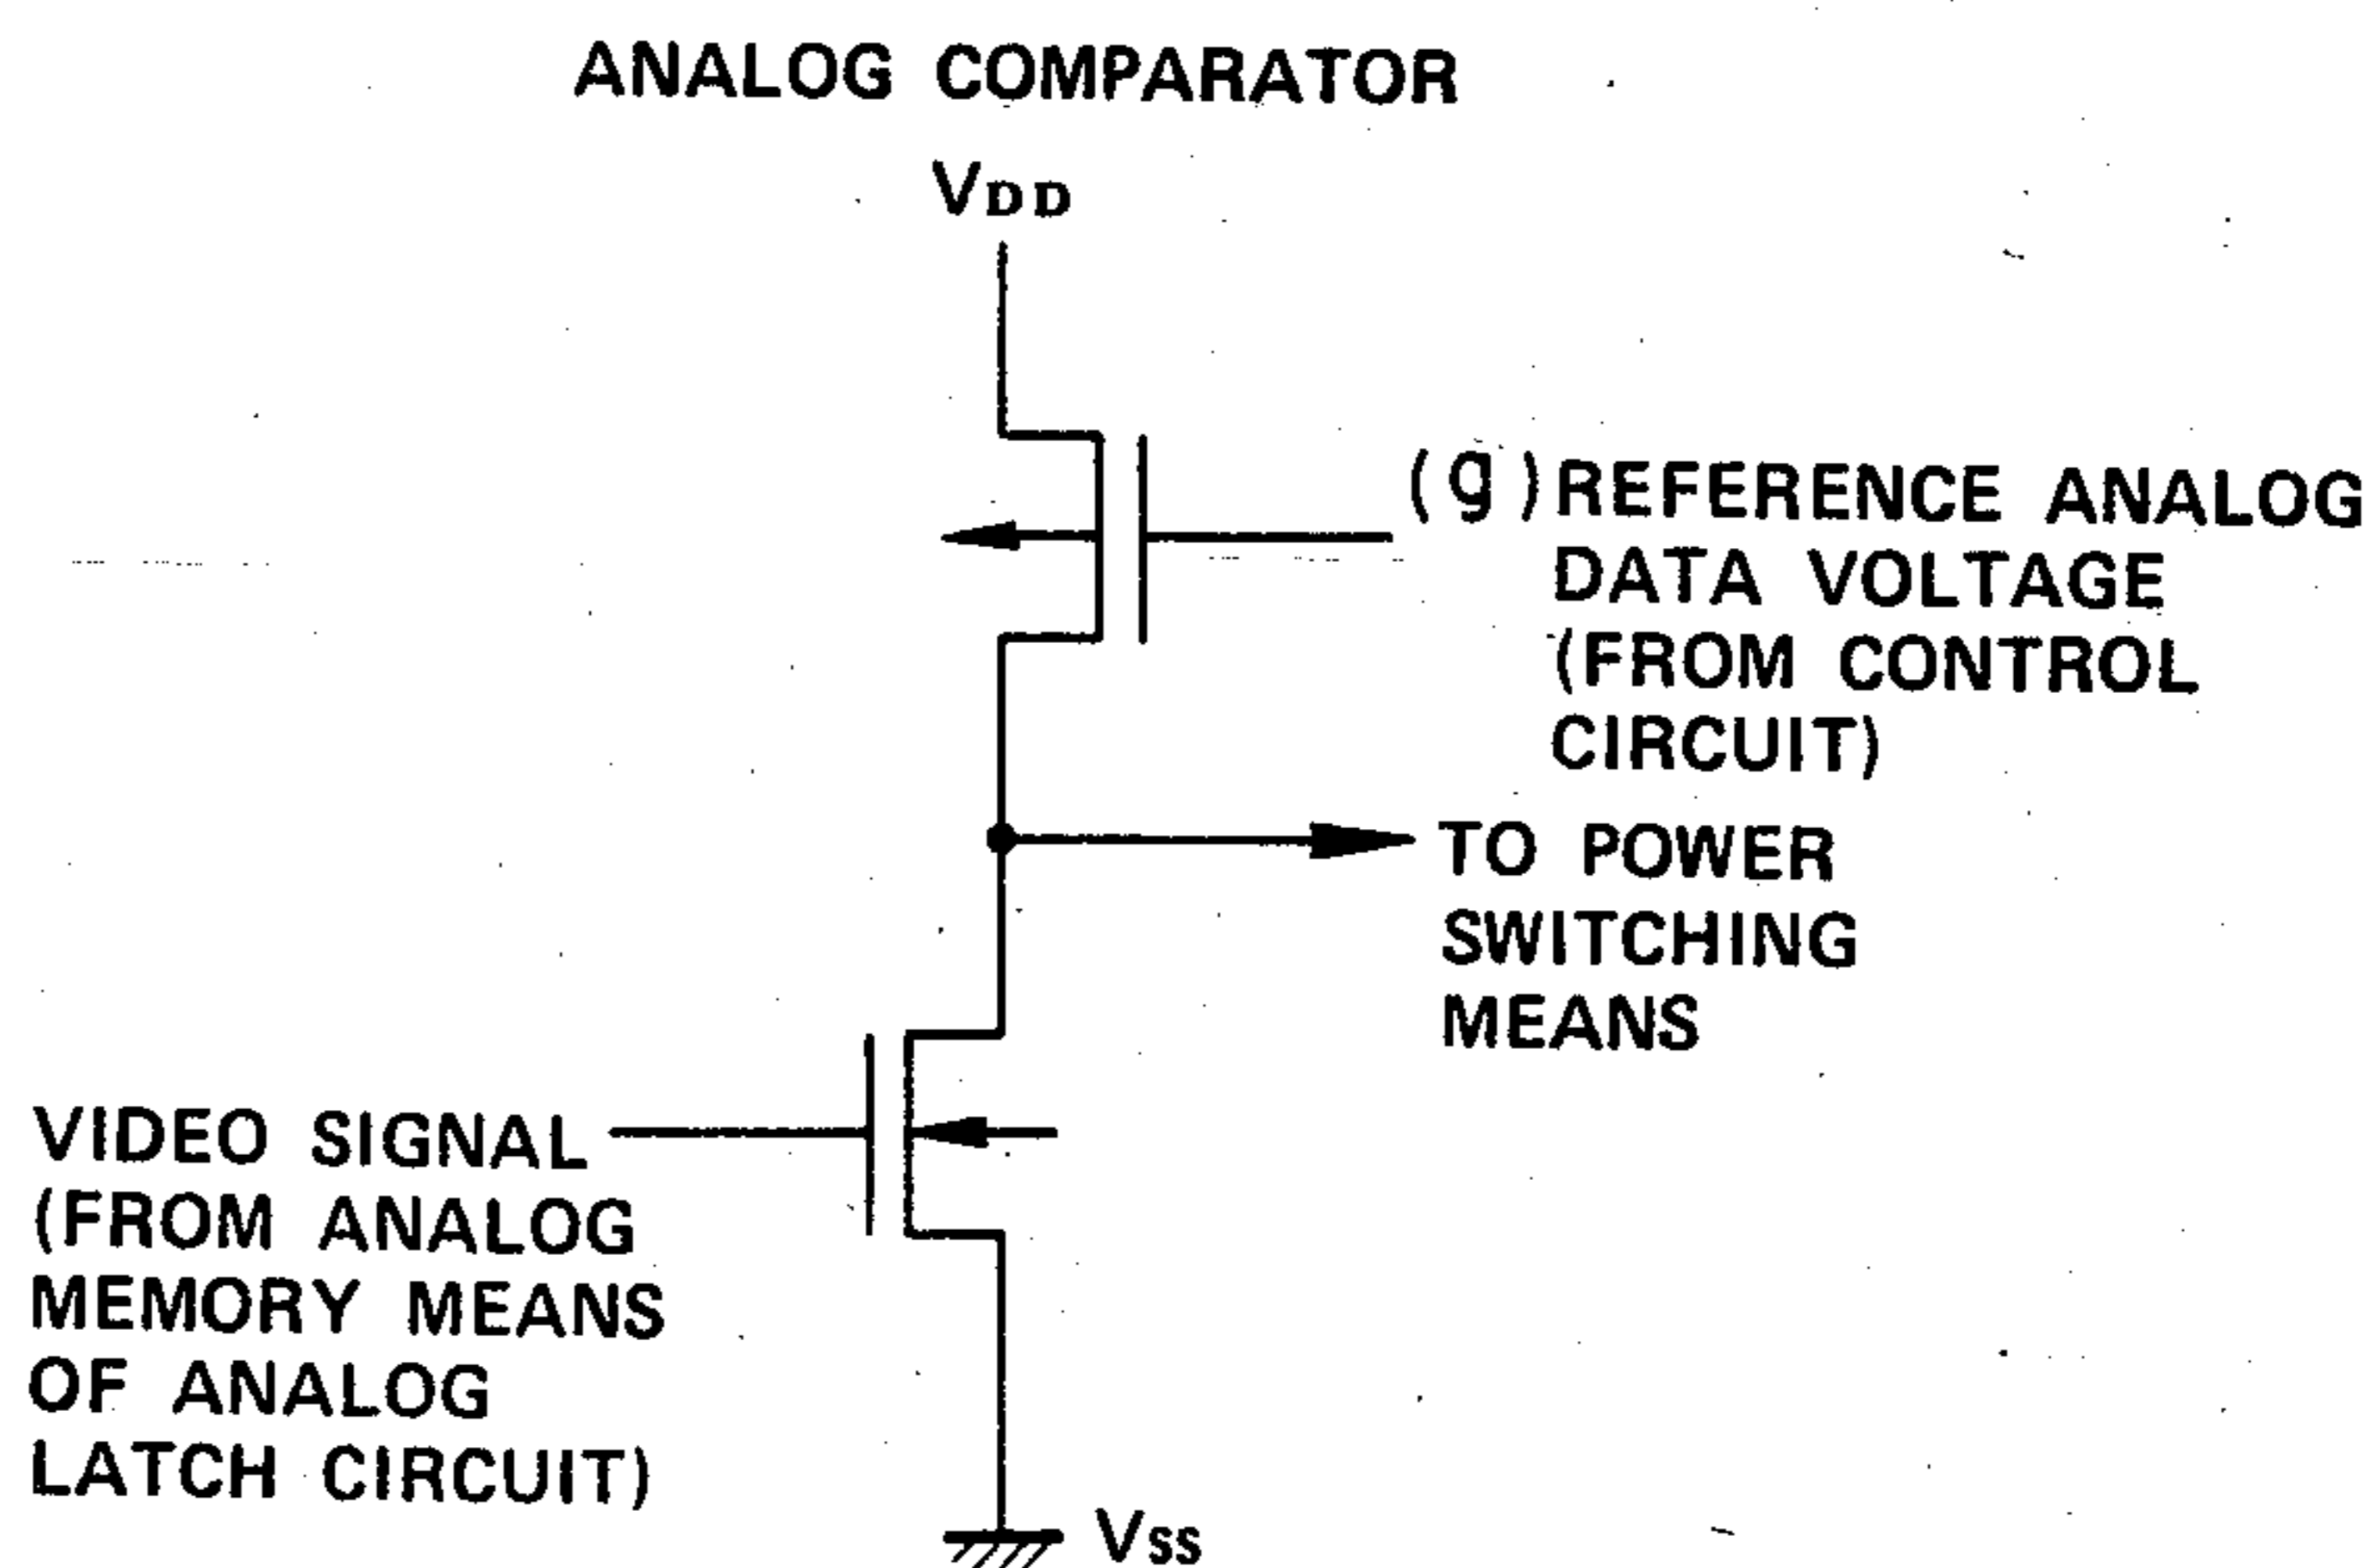 ANALOG COMPARATOR
VDD
(g) REFERENCE ANALOG
DATA VOLTAGE
(FROM CONTROL
CIRCUIT)
TO POWER
SWITCHING
MEANS
VIDEO SIGNAL
(FROM ANALOG
MEMORY MEANS
OF ANALOG
LATCH CIRCUIT)
VSS